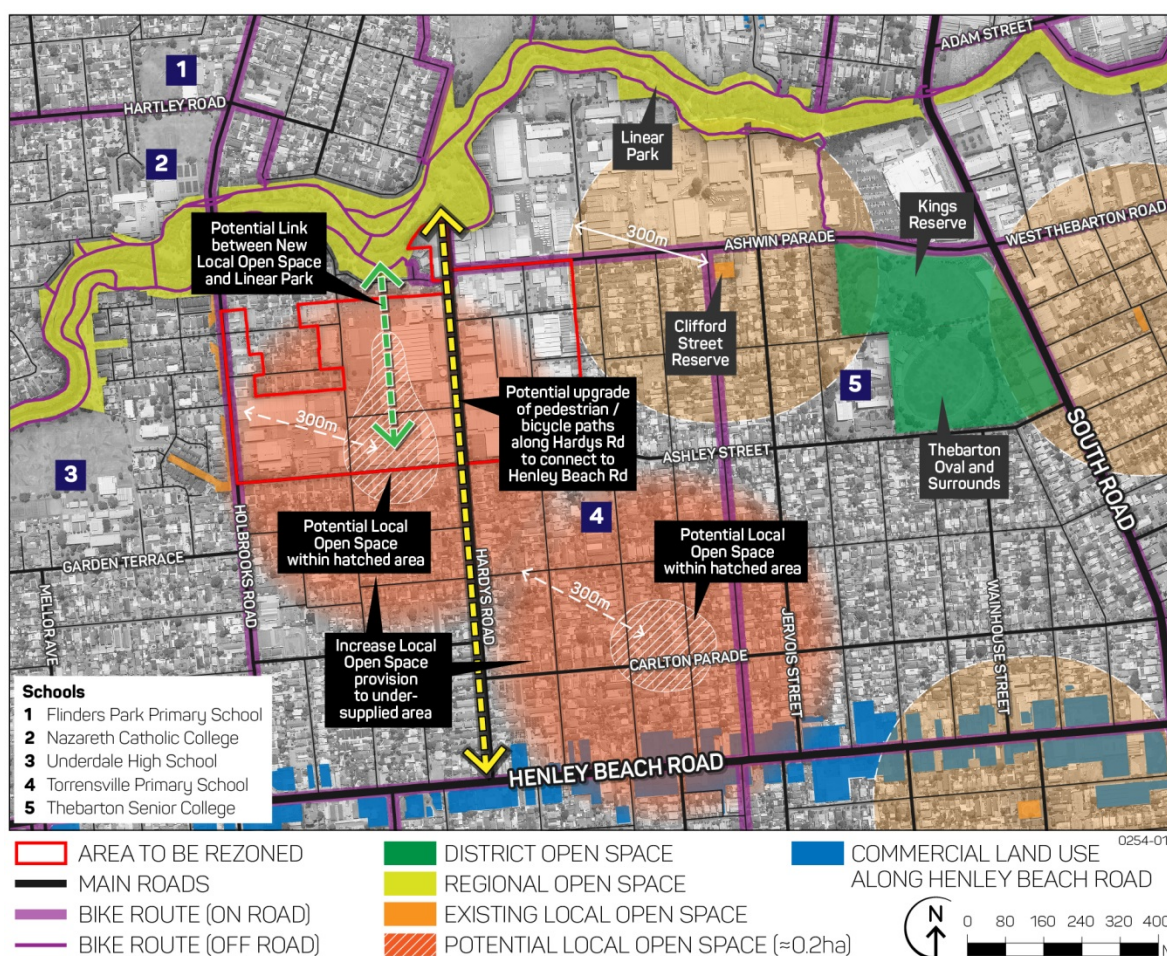 ADAM STREET
1
HARTLEY ROAD
2
Linear
Park
Kings
Reserve
WEST THEBARTON ROAD
Potential Link
between New
Local Open Space
and Linear Park
300m
ASHWIN PARADE
Clifford
Street
Reserve
5
Potential upgrade
of pedestrian /
bicycle paths
along Hardys Rd
to connect to
Henley Beach Rd
300m
ASHLEY STREET
SOUTH ROAD
Thebarton
Oval and
Surrounds
3
HOLBROOKS ROAD
Potential Local
Open Space
within hatched area
4
Potential Local
Open Space
within hatched area
GARDEN TERRACE
MELLOR AVE
HARDYS ROAD
300m
JERVOIS STREET
WAINHOUSE STREET
Increase Local
Open Space
provision
to under-
supplied area
CARLTON PARADE
HENLEY BEACH ROAD
Schools
1 Flinders Park Primary School
2 Nazareth Catholic College
3 Underdale High School
4 Torrensville Primary School
5 Thebarton Senior College
0254-01
AREA TO BE REZONED
MAIN ROADS
BIKE ROUTE (ON ROAD)
BIKE ROUTE (OFF ROAD)
DISTRICT OPEN SPACE
REGIONAL OPEN SPACE
EXISTING LOCAL OPEN SPACE
POTENTIAL LOCAL OPEN SPACE (≈0.2ha)
COMMERCIAL LAND USE
ALONG HENLEY BEACH ROAD
N
0 80 160 240 320 400